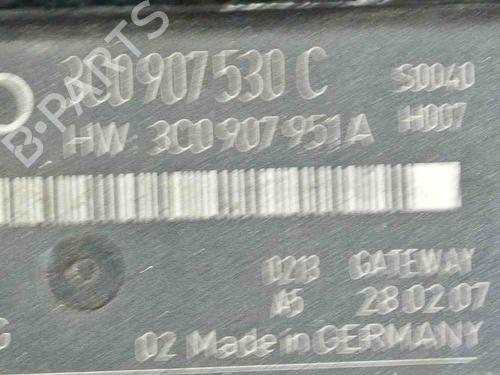 B-PARTS
3C0 907 530 C S0040
HW 3C0 907 951 A H007
0213 GATEWAY
A5 28 02 07
02 Made in GERMANY